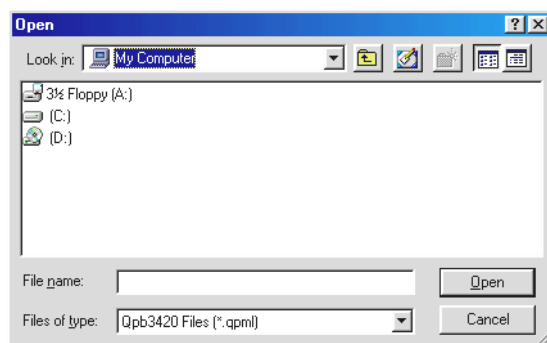 Open
Look in: My Computer
3½ Floppy (A:)
(C:)
(D:)
File name:
Open
Files of type: Qpb3420 Files (*.qpml)
Cancel